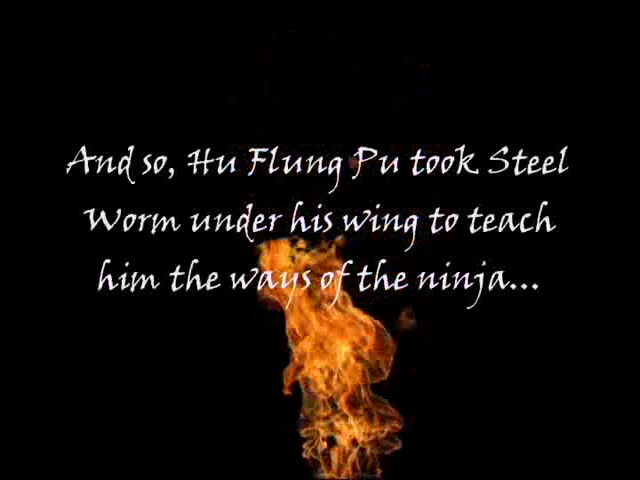 And so, Hu Flung Pu took Steel
Worm under his wing to teach
him the ways of the ninja...